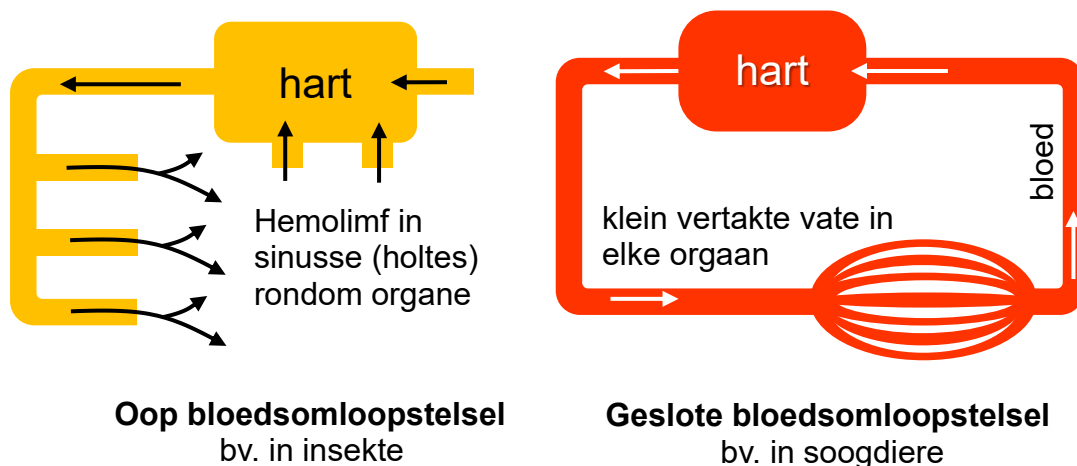 hart
Hemolimf in
sinusse (holtes)
rondom organe
Oop bloedsomloopstelsel
bv. in insekte
hart
bloed
klein vertakte vate in
elke orgaan
Geslote bloedsomloopstelsel
bv. in soogdiere